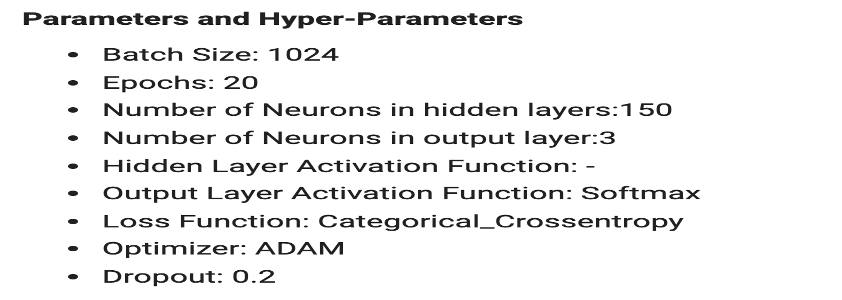 Parameters and Hyper-Parameters
• Batch Size: 1024
• Epochs: 20
• Number of Neurons in hidden layers:150
• Number of Neurons in output layer:3
• Hidden Layer Activation Function: -
• Output Layer Activation Function: Softmax
• Loss Function: Categorical_Crossentropy
• Optimizer: ADAM
• Dropout: 0.2